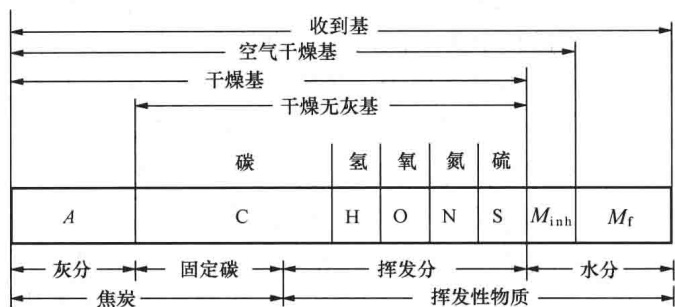 收到基
空气干燥基
干燥基
干燥无灰基
碳 氢 氧 氮 硫
A C H O N S Minh Mf
灰分 固定碳 挥发分 水分
焦炭 挥发性物质